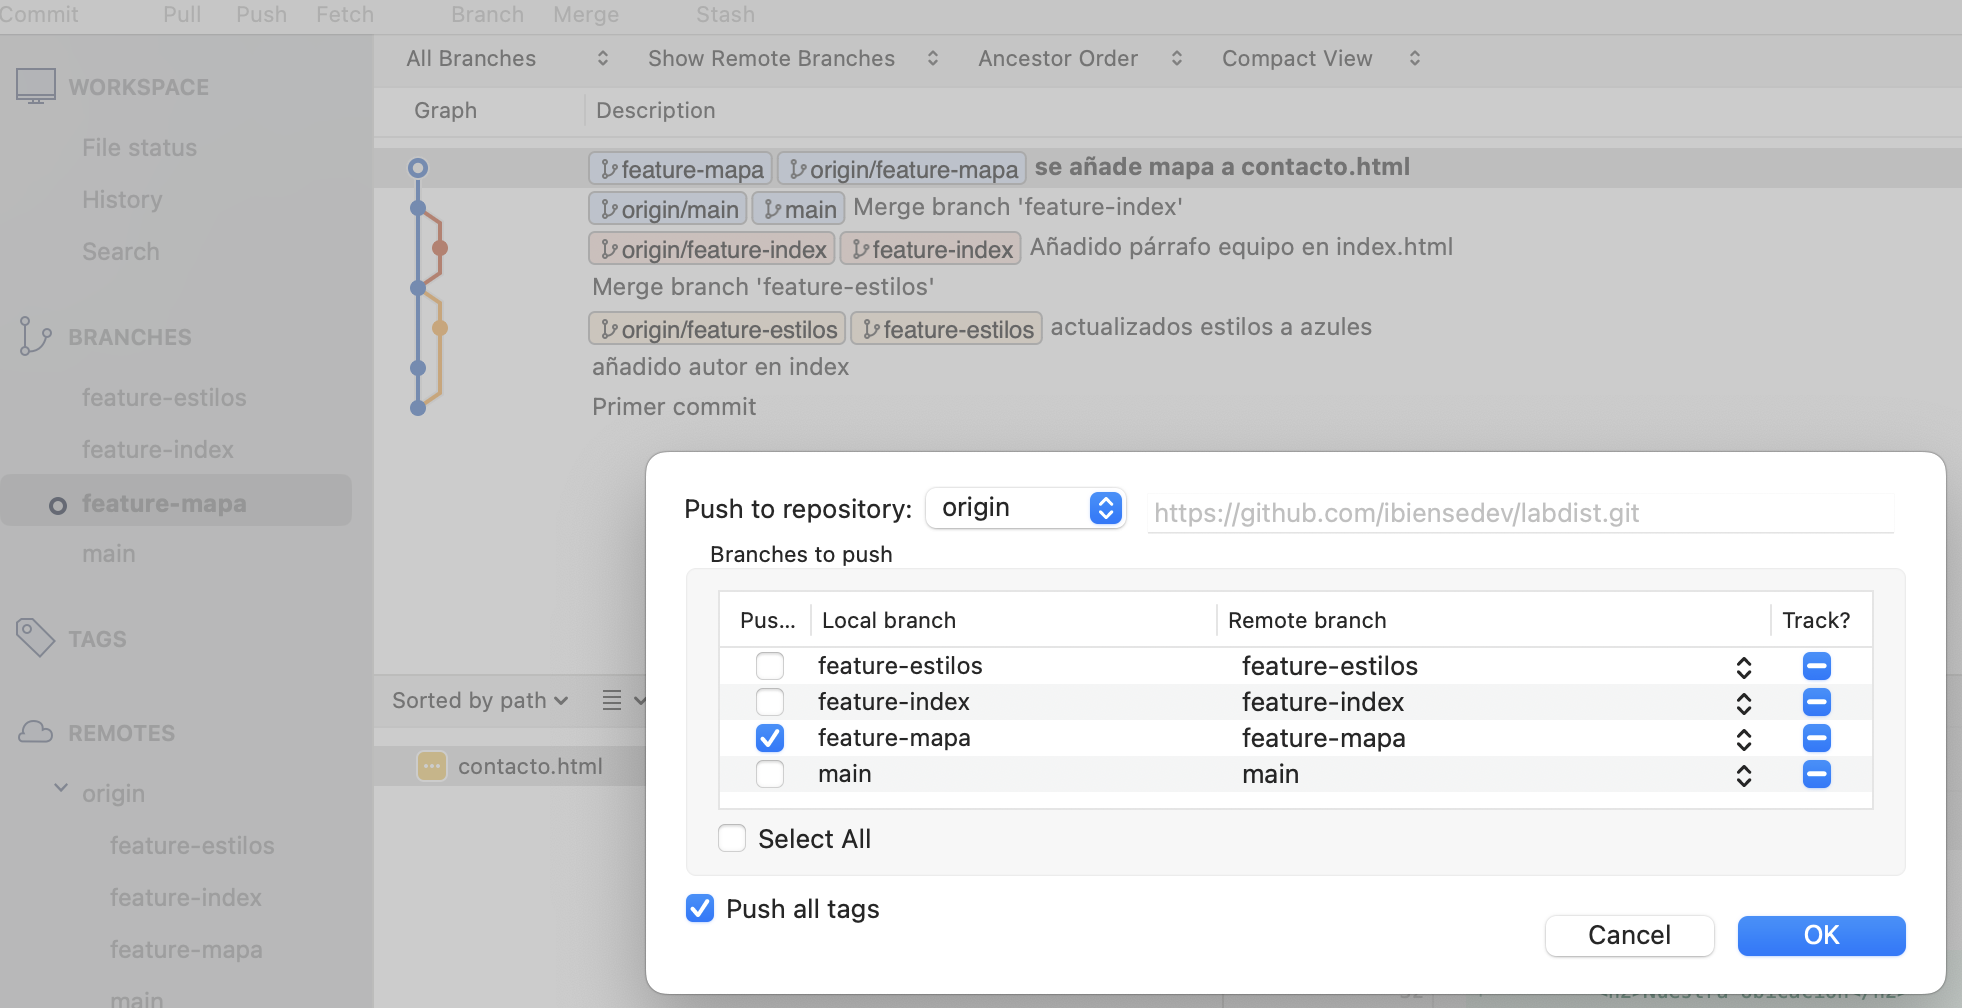 Commit Pull Push Fetch Branch Merge Stash
All Branches Show Remote Branches Ancestor Order Compact View
WORKSPACE
Graph Description
File status
feature-mapa origin/feature-mapa se añade mapa a contacto.html
History
origin/main main Merge branch 'feature-index'
Search
origin/feature-index feature-index Añadido párrafo equipo en index.html
Merge branch 'feature-estilos'
BRANCHES
origin/feature-estilos feature-estilos actualizados estilos a azules
añadido autor en index
feature-estilos
Primer commit
feature-index
feature-mapa
main
Push to repository: origin https://github.com/ibiensedev/labdist.git
Branches to push
Pus... Local branch Remote branch Track?
TAGS
feature-estilos feature-estilos
feature-index feature-index
Sorted by path
REMOTES
feature-mapa feature-mapa
contacto.html
main main
origin
Select All
feature-estilos
feature-index
Push all tags
Cancel OK
feature-mapa
main